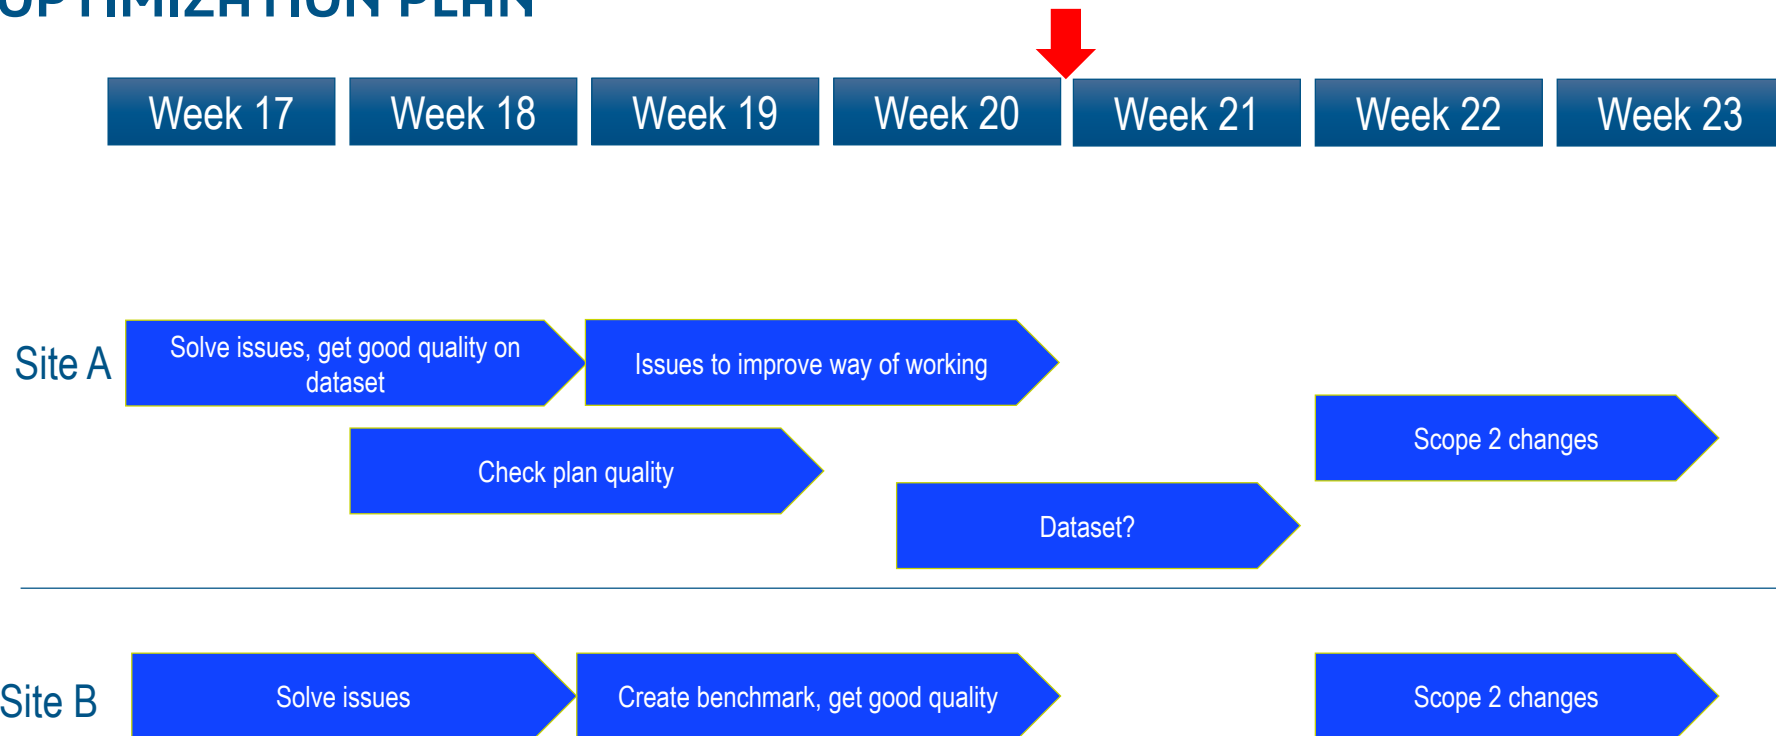 OPTIMIZATION PLAN
Week 17
Week 18
Week 19
Week 20
Week 21
Week 22
Week 23
Site A
Solve issues, get good quality on
dataset
Issues to improve way of working
Scope 2 changes
Check plan quality
Dataset?
Site B
Solve issues
Create benchmark, get good quality
Scope 2 changes